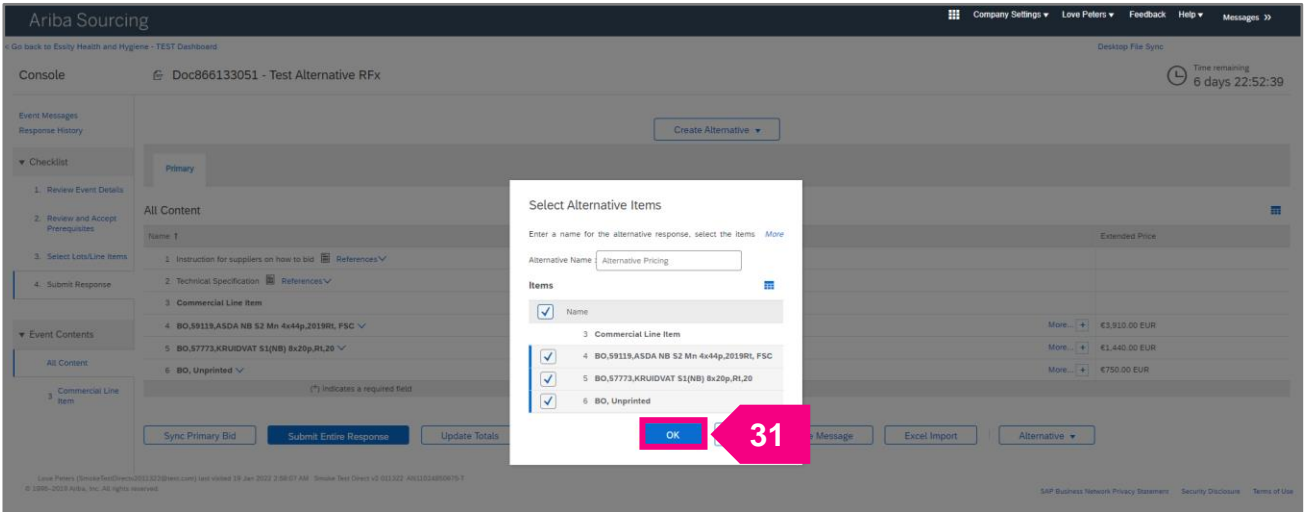 Ariba Sourcing
Company Settings ▾ Love Peters ▾ Feedback Help ▾ Messages >>
< Go back to Essity Health and Hygiene - TEST Dashboard Desktop File Sync
Console Doc866133051 - Test Alternative RFx Time remaining
6 days 22:52:39
Event Messages
Response History
Create Alternative ▾
▾ Checklist
Primary
1. Review Event Details
2. Review and Accept
Prerequisites
3. Select Lots/Line Items
4. Submit Response
▾ Event Contents
All Content
3 Commercial Line
Item
All Content
Name ↑ Extended Price
1 Instruction for suppliers on how to bid References
2 Technical Specification References
3 Commercial Line Item
4 BO,59119,ASDA NB S2 Mn 4x44p,2019Rt, FSC More... + €3,910.00 EUR
5 BO,57773,KRUIDVAT S1(NB) 8x20p,Rt,20 More... + €1,440.00 EUR
6 BO, Unprinted More... + €750.00 EUR
(*) indicates a required field
Select Alternative Items
Enter a name for the alternative response, select the items More
Alternative Name : Alternative Pricing
Items
Name
3 Commercial Line Item
4 BO,59119,ASDA NB S2 Mn 4x44p,2019Rt, FSC
5 BO,57773,KRUIDVAT S1(NB) 8x20p,Rt,20
6 BO, Unprinted
OK 31
Sync Primary Bid Submit Entire Response Update Totals Message Excel Import Alternative ▾
© 1996-2019 Ariba, Inc. All rights reserved.
SAP Business Network Privacy Statement Security Disclosure Terms of Use